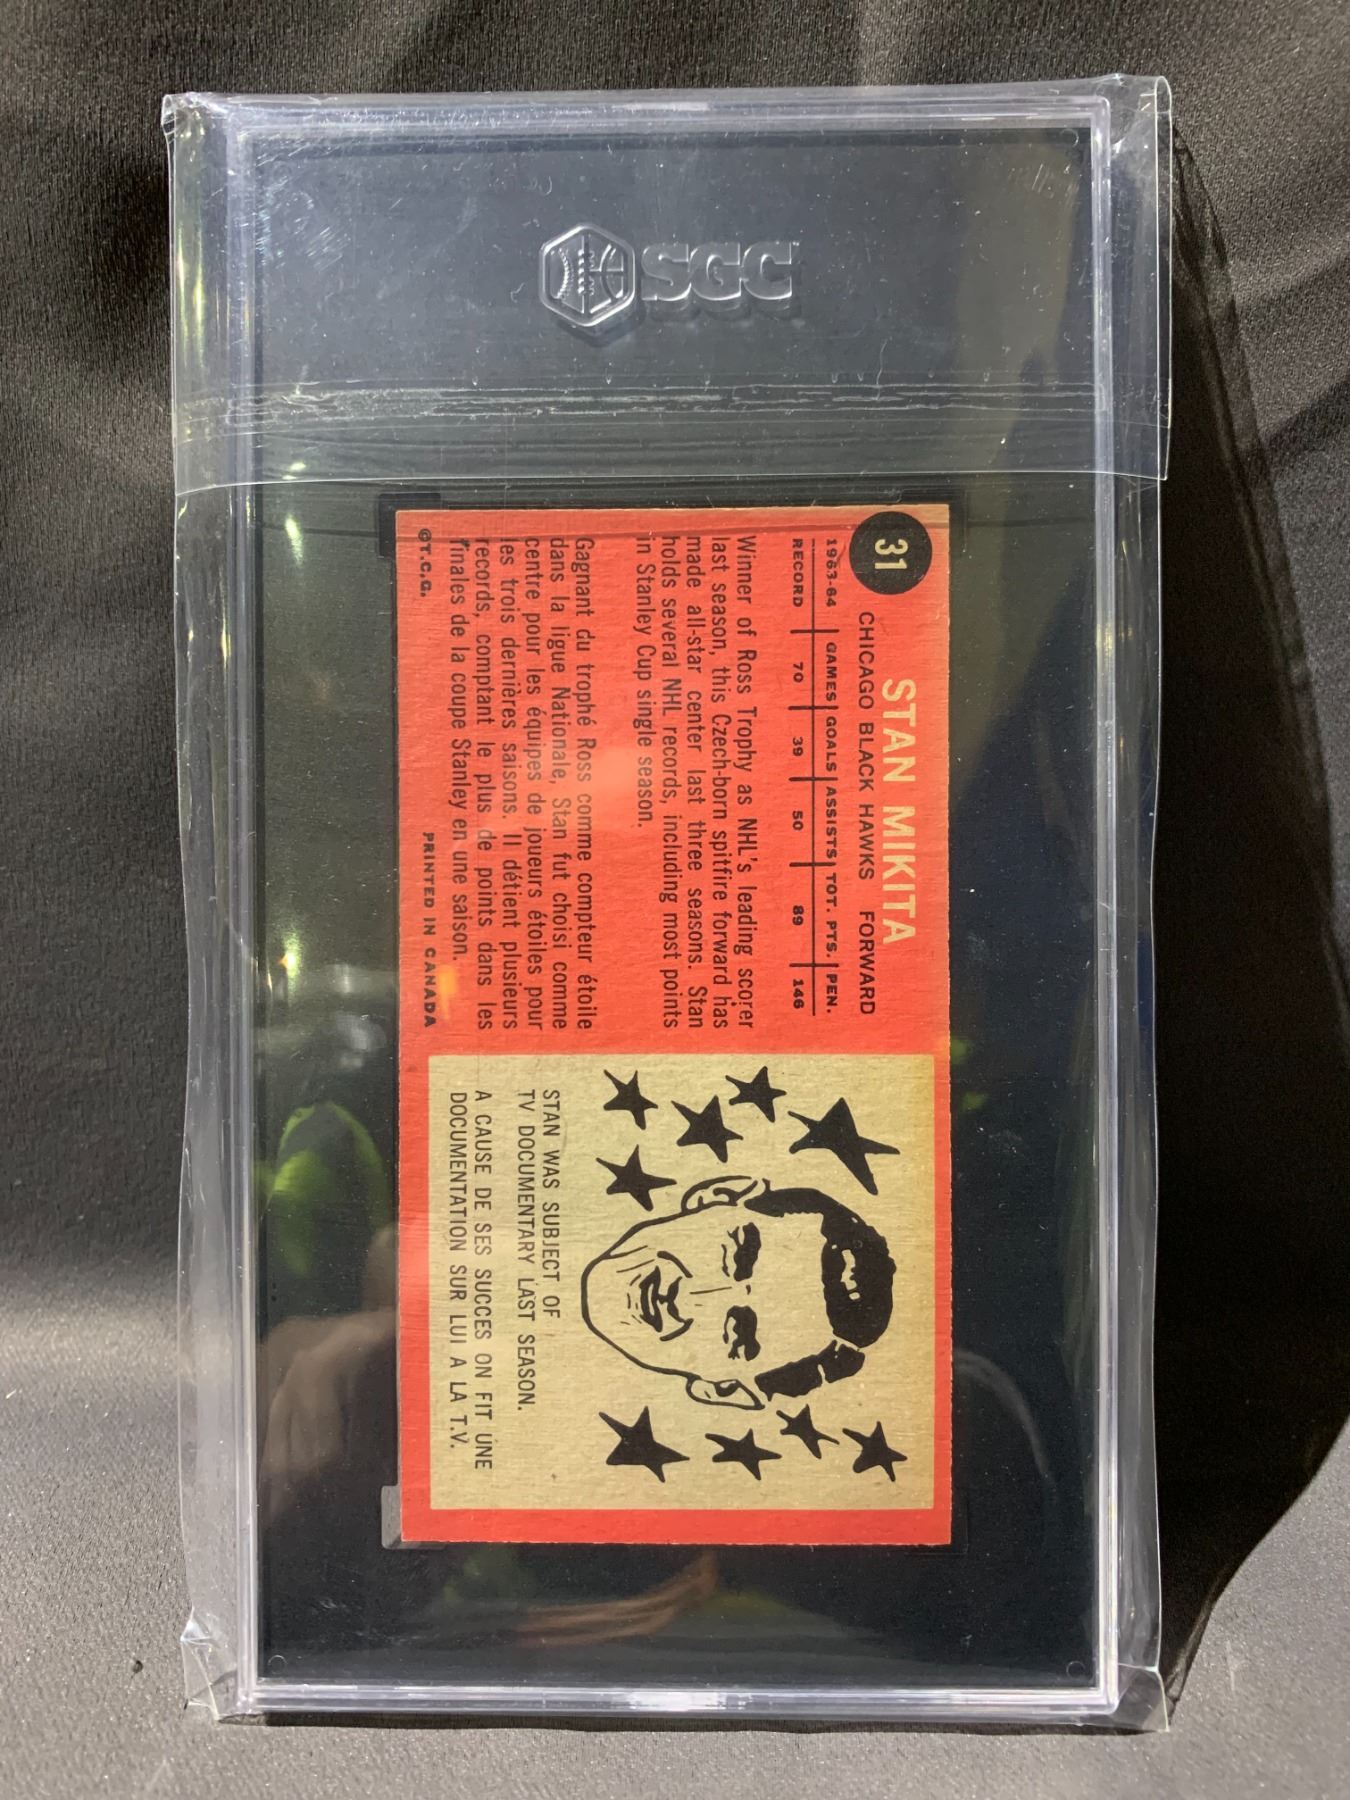 SGC
31
STAN MIKITA
CHICAGO BLACK HAWKS FORWARD
1963-64 GAMES GOALS ASSISTS TOT. PTS. PEN.
RECORD 70 39 50 89 146
Winner of Ross Trophy as NHL's leading scorer
last season, this Czech-born spitfire forward has
made all-star center last three seasons. Stan
holds several NHL records, including most points
in Stanley Cup single season.
Gagnant du trophé Ross comme compteur étoile
dans la ligue Nationale, Stan fut choisi comme
centre pour les équipes de joueurs étoiles pour
les trois dernières saisons. Il détient plusieurs
records, comptant le plus de points dans les
finales de la coupe Stanley en une saison.
©T.C.G. PRINTED IN CANADA
STAN WAS SUBJECT OF
TV DOCUMENTARY LAST SEASON.
A CAUSE DE SES SUCCES ON FIT UNE
DOCUMENTATION SUR LUI A LA T.V.